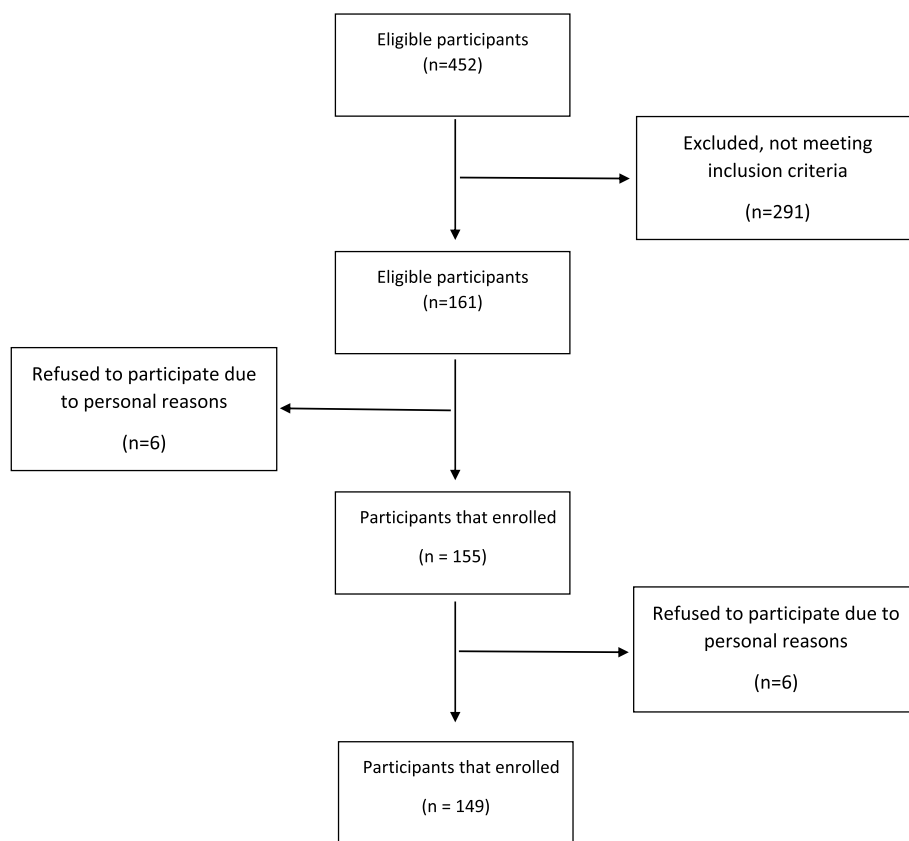 Eligible participants
(n=452)
Excluded, not meeting
inclusion criteria
(n=291)
Eligible participants
(n=161)
Refused to participate due
to personal reasons
(n=6)
Participants that enrolled
(n = 155)
Refused to participate due to
personal reasons
(n=6)
Participants that enrolled
(n = 149)